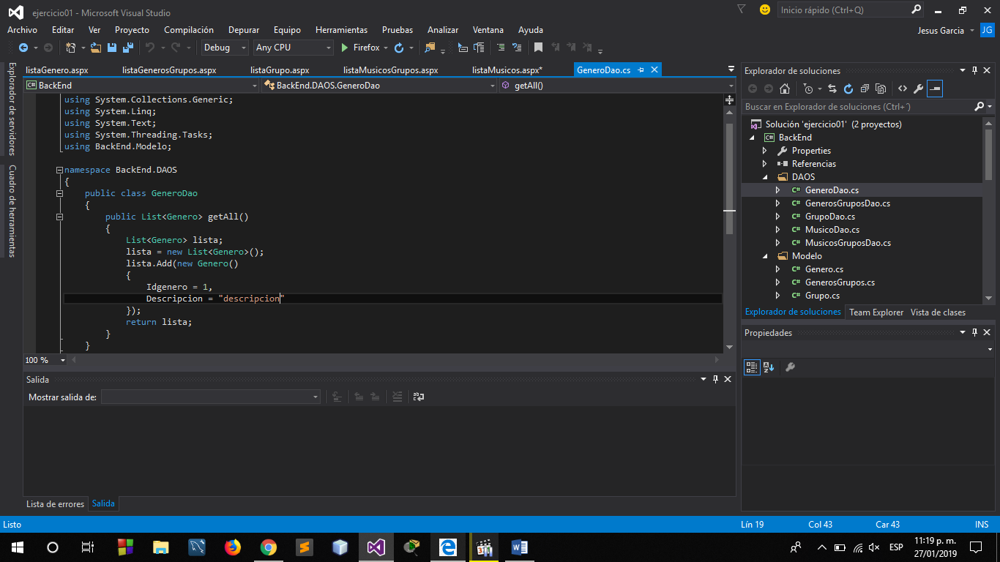 ejercicio01 - Microsoft Visual Studio
Inicio rápido (Ctrl+Q)
Archivo Editar Ver Proyecto Compilación Depurar Equipo Herramientas Pruebas Analizar Ventana Ayuda
Jesus Garcia JG
Debug Any CPU Firefox
Explorador de servidores
Cuadro de herramientas
listaGenero.aspx listaGenerosGrupos.aspx listaGrupo.aspx listaMusicosGrupos.aspx listaMusicos.aspx* GeneroDao.cs
BackEnd BackEnd.DAOS.GeneroDao getAll()
using System.Collections.Generic;
using System.Linq;
using System.Text;
using System.Threading.Tasks;
using BackEnd.Modelo;
namespace BackEnd.DAOS
{
public class GeneroDao
{
public List<Genero> getAll()
{
List<Genero> lista;
lista = new List<Genero>();
lista.Add(new Genero()
{
Idgenero = 1,
Descripcion = "descripcion"
});
return lista;
}
}
100 %
Salida
Mostrar salida de:
Lista de errores Salida
Explorador de soluciones
Buscar en Explorador de soluciones (Ctrl+´)
Solución 'ejercicio01' (2 proyectos)
BackEnd
Properties
Referencias
DAOS
GeneroDao.cs
GenerosGruposDao.cs
GrupoDao.cs
MusicoDao.cs
MusicosGruposDao.cs
Modelo
Genero.cs
GenerosGrupos.cs
Grupo.cs
Explorador de soluciones Team Explorer Vista de clases
Propiedades
Listo Lín 19 Col 43 Car 43 INS
ESP
11:19 p. m.
27/01/2019